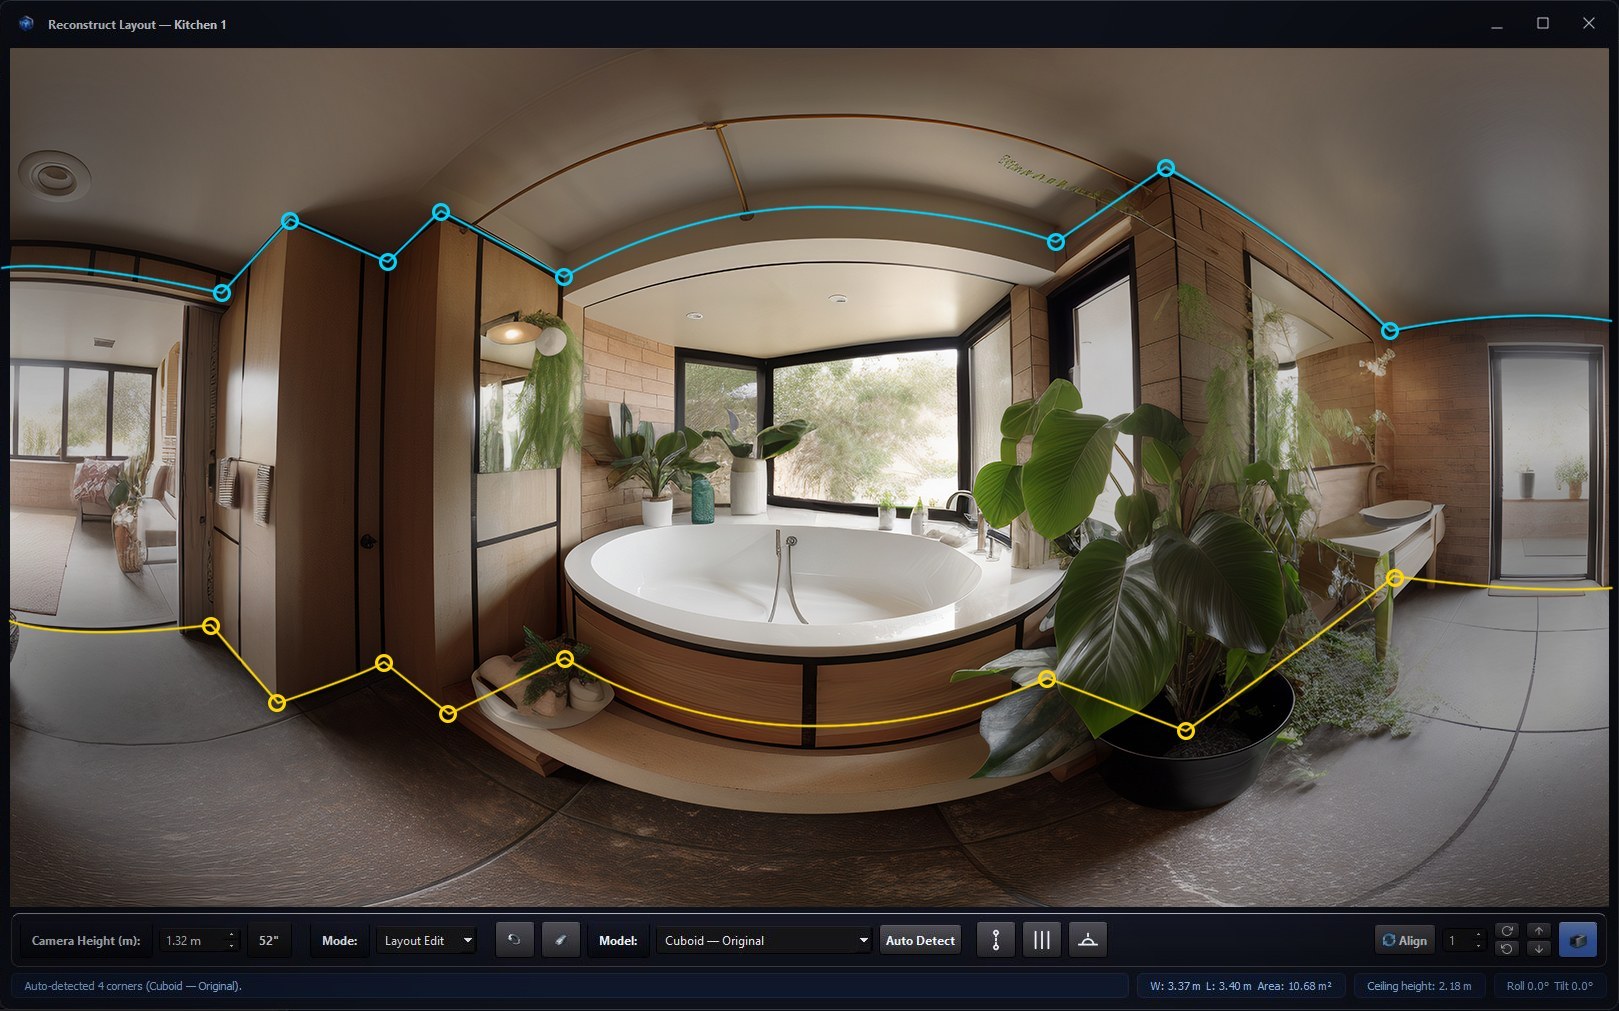 Reconstruct Layout — Kitchen 1
Camera Height (m): 1.32 m 52" Mode: Layout Edit Model: Cuboid — Original Auto Detect Align 1
Auto-detected 4 corners (Cuboid — Original). W: 3.37 m L: 3.40 m Area: 10.68 m² Ceiling height: 2.18 m Roll 0.0° Tilt 0.0°